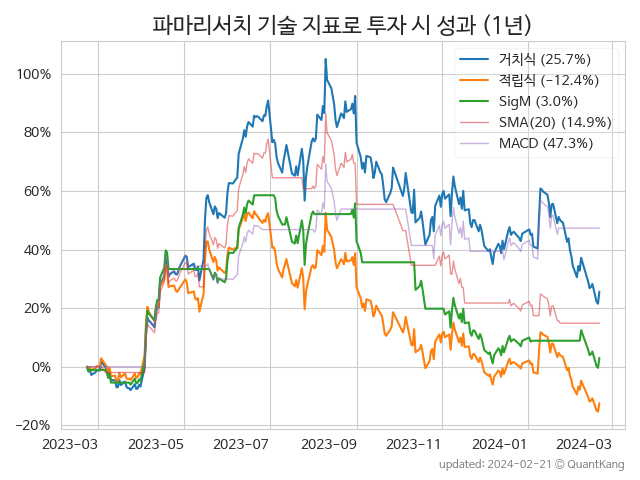 파마리서치 기술 지표로 투자 시 성과 (1년)
거치식 (25.7%)
적립식 (-12.4%)
SigM (3.0%)
SMA(20) (14.9%)
MACD (47.3%)
100%
80%
60%
40%
20%
0%
-20%
2023-03
2023-05
2023-07
2023-09
2023-11
2024-01
2024-03
updated: 2024-02-21 © QuantKang